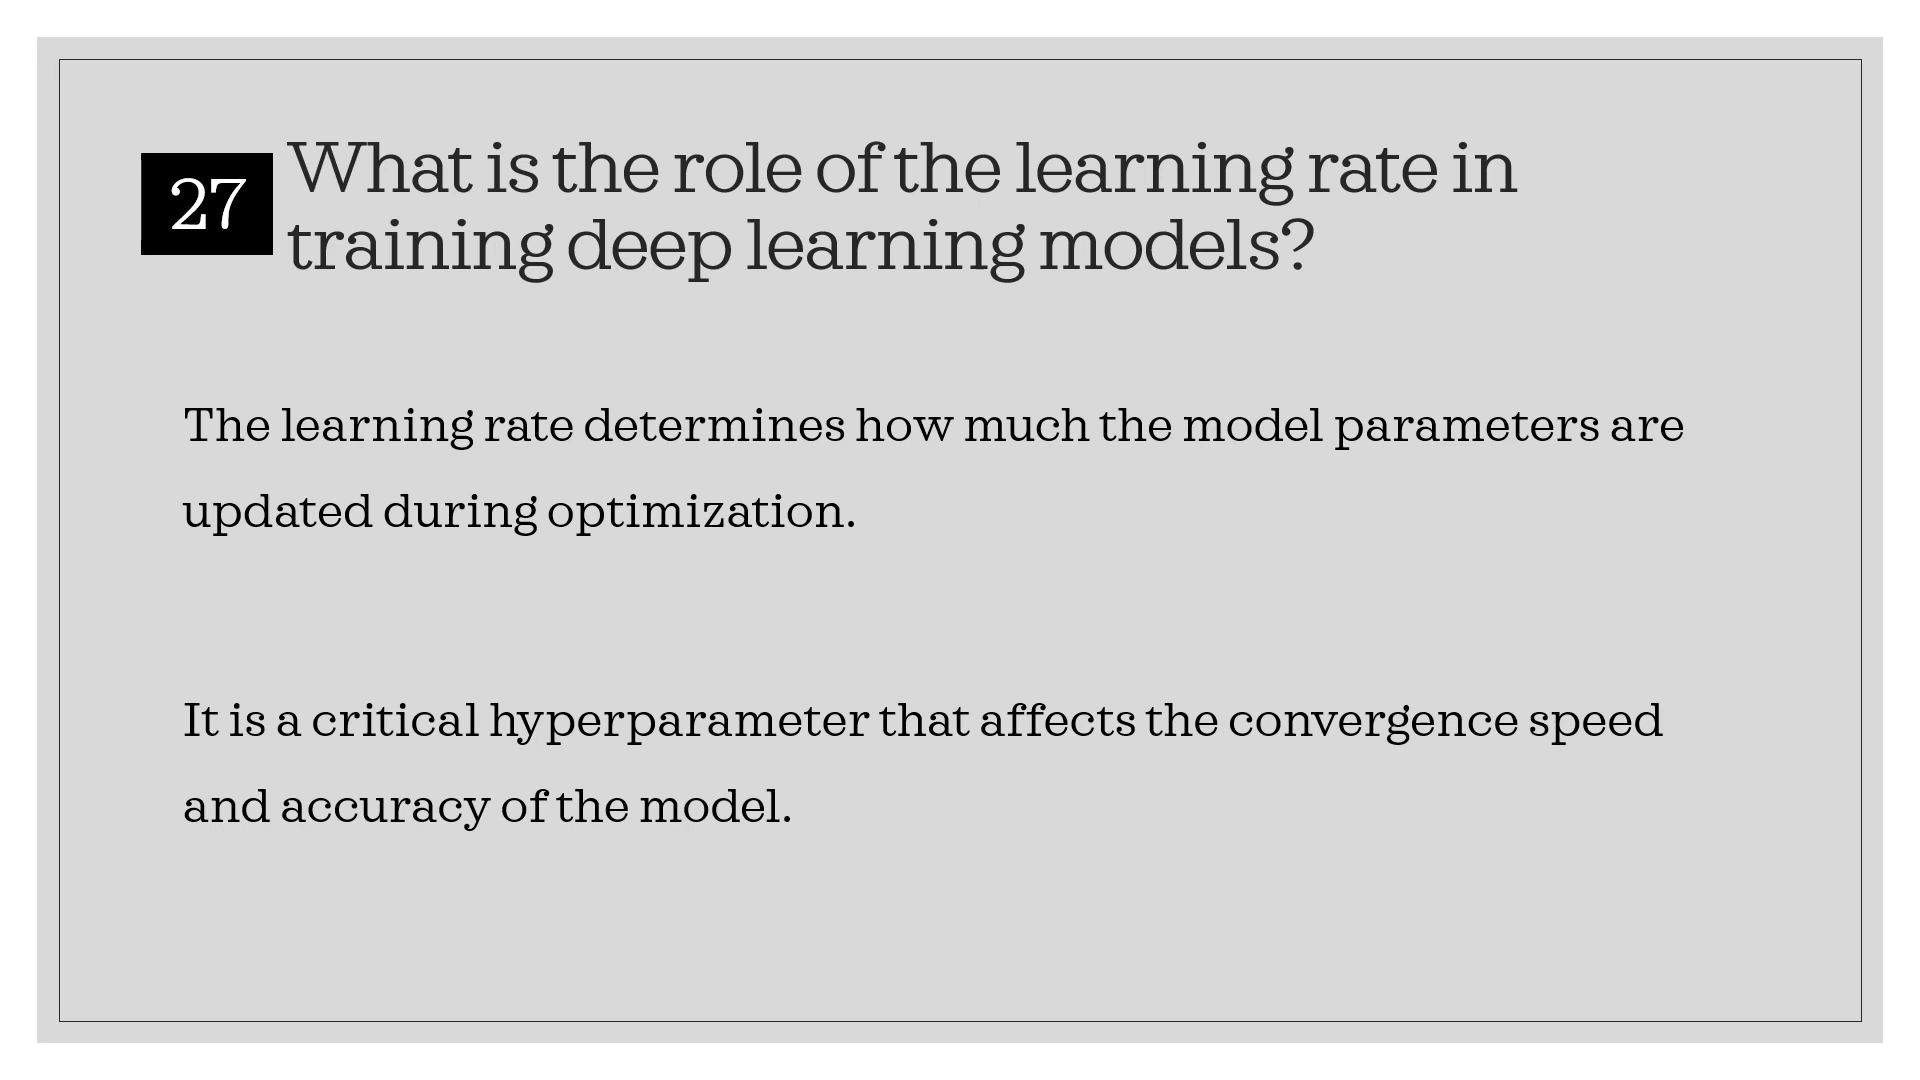 27
What is the role of the learning rate in
training deep learning models?
The learning rate determines how much the model parameters are
updated during optimization.
It is a critical hyperparameter that affects the convergence speed
and accuracy of the model.